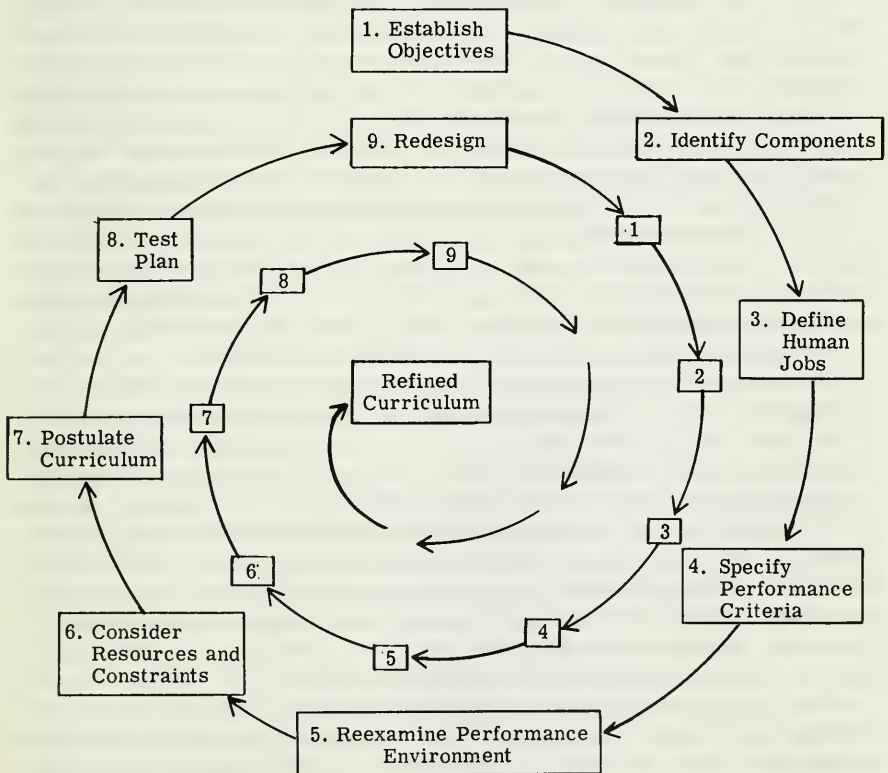 1. Establish
Objectives
2. Identify Components
3. Define
Human
Jobs
4. Specify
Performance
Criteria
5. Reexamine Performance
Environment
6. Consider
Resources and
Constraints
7. Postulate
Curriculum
8. Test
Plan
9. Redesign
1
2
3
4
5
6
7
8
9
Refined
Curriculum